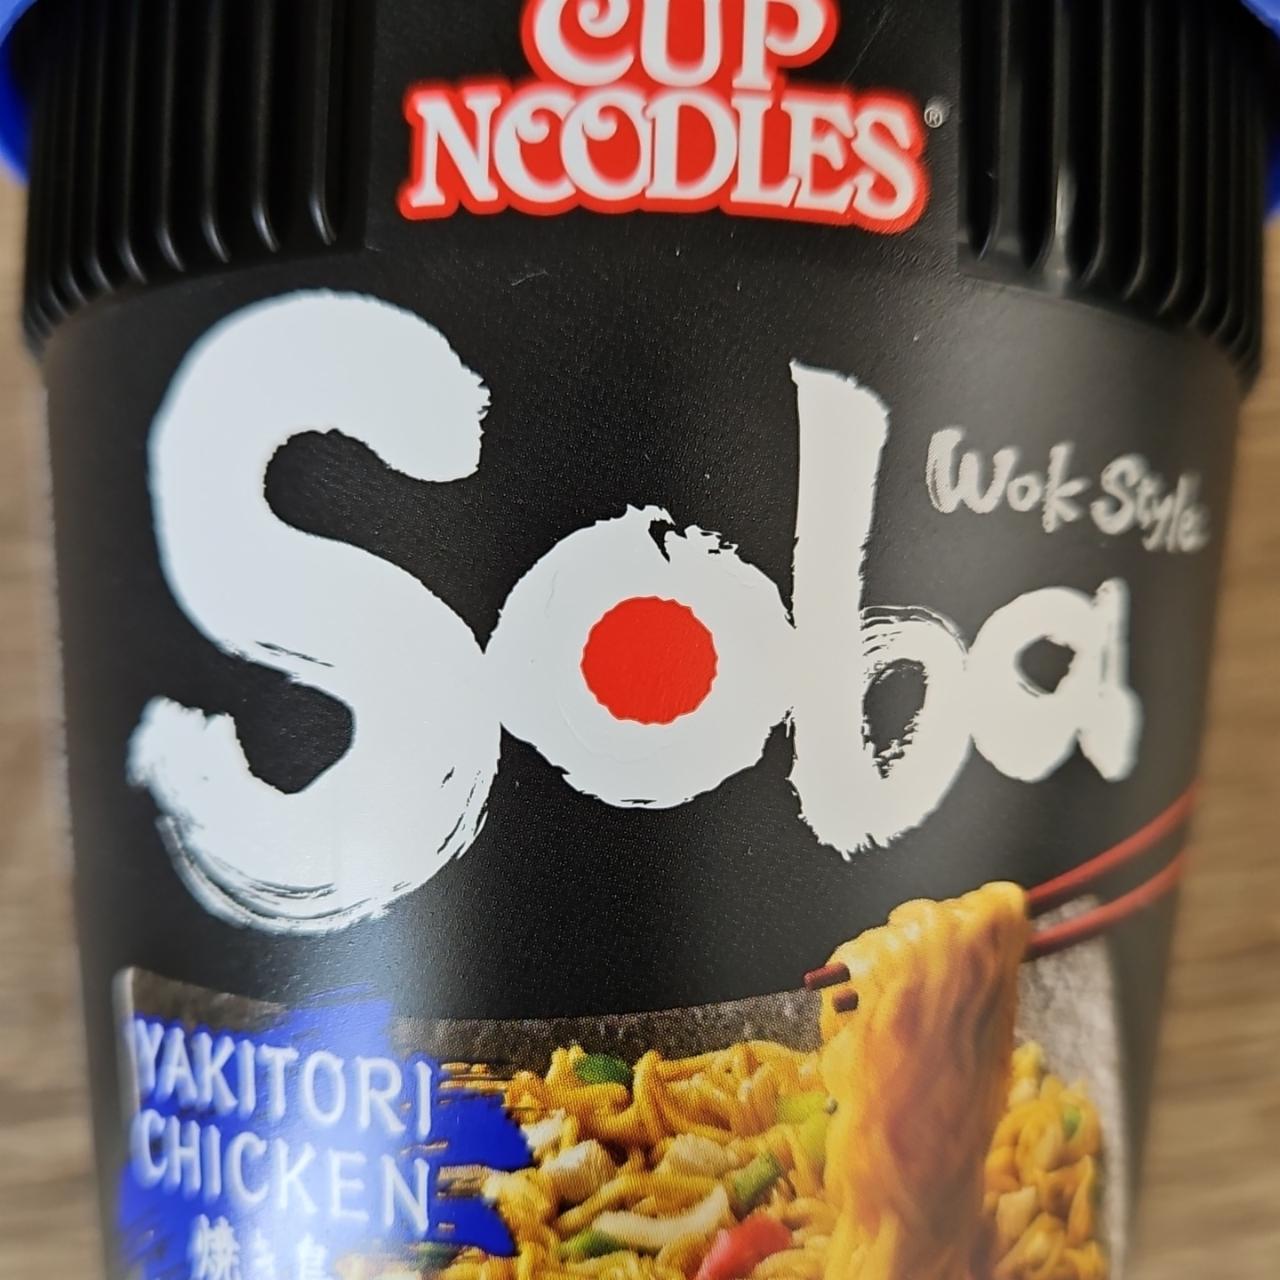 CUP
NOODLES®
Soba
Wok Style
YAKITORI
CHICKEN
焼き鳥